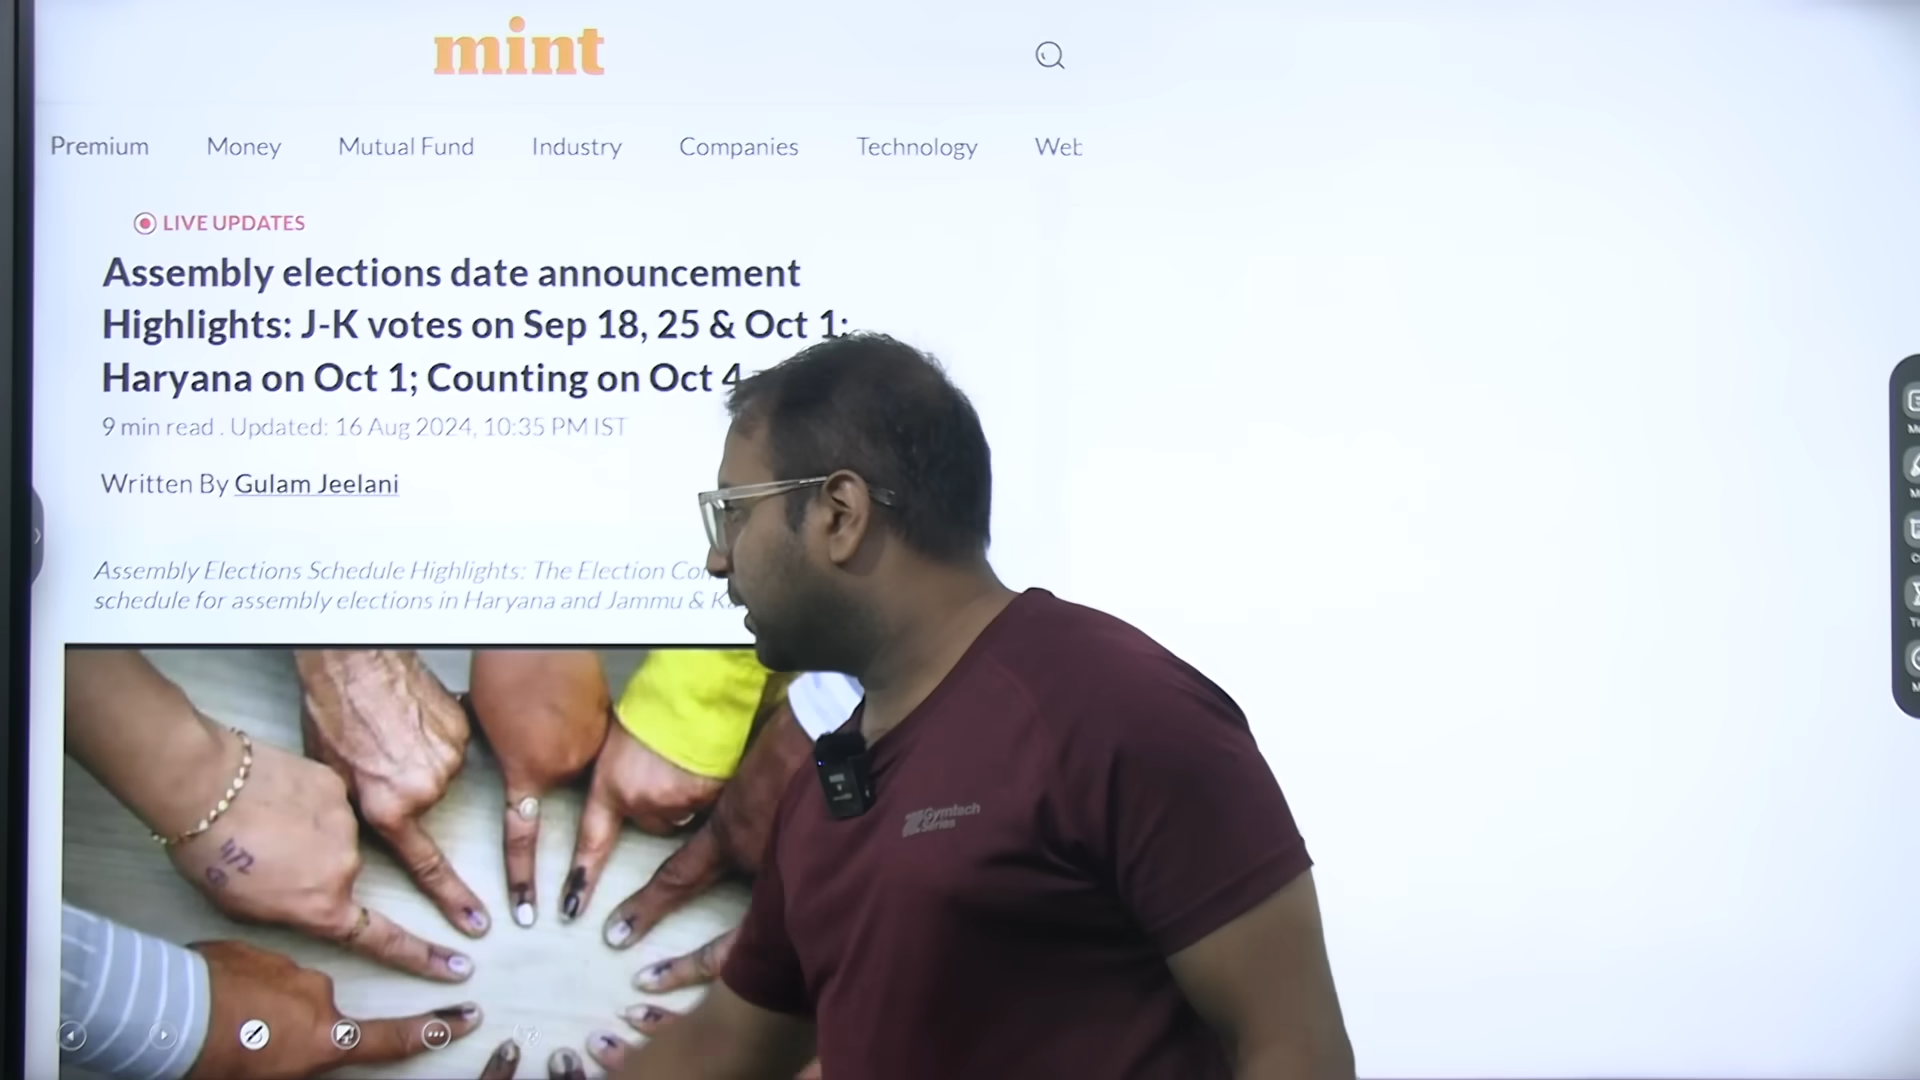 mint
Premium Money Mutual Fund Industry Companies Technology Web
LIVE UPDATES
Assembly elections date announcement
Highlights: J-K votes on Sep 18, 25 & Oct 1;
Haryana on Oct 1; Counting on Oct 4
9 min read . Updated: 16 Aug 2024, 10:35 PM IST
Written By Gulam Jeelani
Assembly Elections Schedule Highlights: The Election
schedule for assembly elections in Haryana and Jammu &
Gymtech
Series